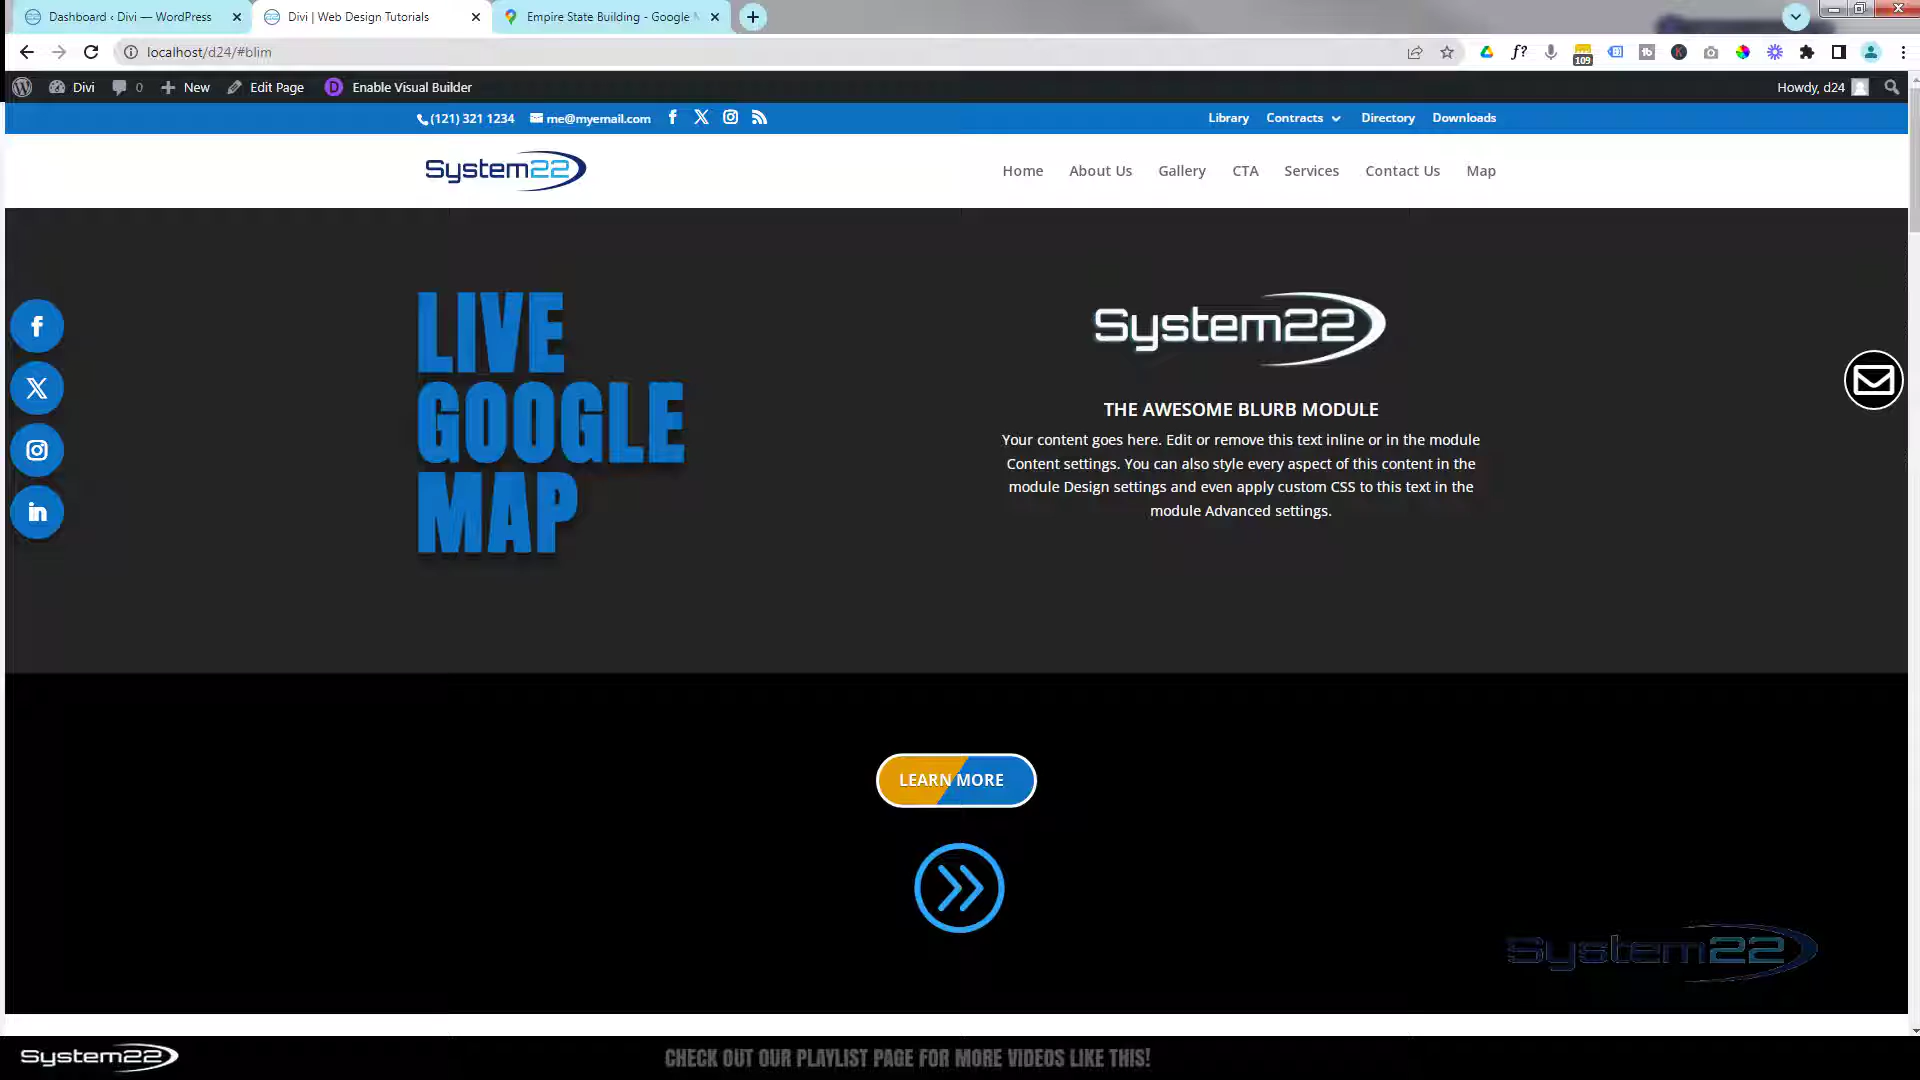 Dashboard ‹ Divi — WordPress
Divi | Web Design Tutorials
Empire State Building - Google
localhost/d24/#blim
f?
109
Divi
0
New
Edit Page
D
Enable Visual Builder
Howdy, d24
(121) 321 1234
me@myemail.com
Library
Contracts
Directory
Downloads
System22
Home
About Us
Gallery
CTA
Services
Contact Us
Map
LIVE
GOOGLE
MAP
System22
THE AWESOME BLURB MODULE
Your content goes here. Edit or remove this text inline or in the module
Content settings. You can also style every aspect of this content in the
module Design settings and even apply custom CSS to this text in the
module Advanced settings.
LEARN MORE
System22
System22
CHECK OUT OUR PLAYLIST PAGE FOR MORE VIDEOS LIKE THIS!